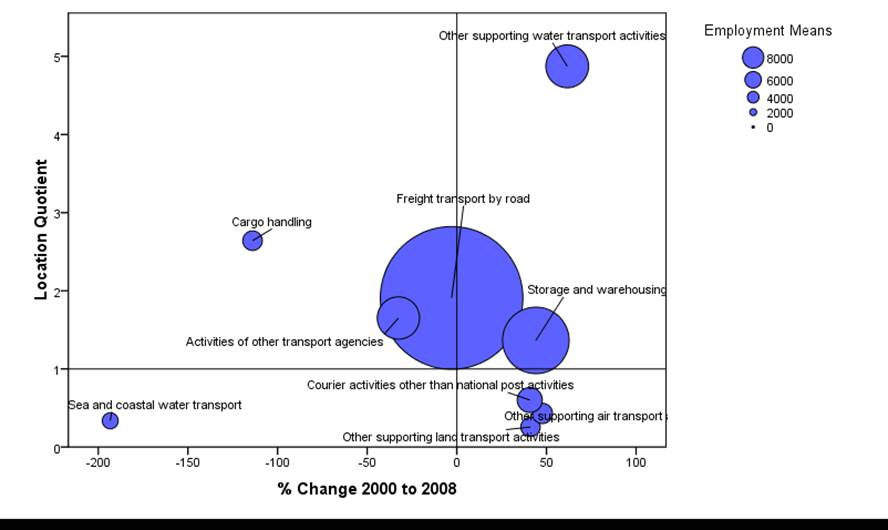 Employment Means
8000
6000
4000
2000
0
Location Quotient
5
4
3
2
1
0
Other supporting water transport activities
Freight transport by road
Cargo handling
Storage and warehousing
Activities of other transport agencies
Courier activities other than national post activities
Sea and coastal water transport
Other supporting air transport
Other supporting land transport activities
-200
-150
-100
-50
0
50
100
% Change 2000 to 2008